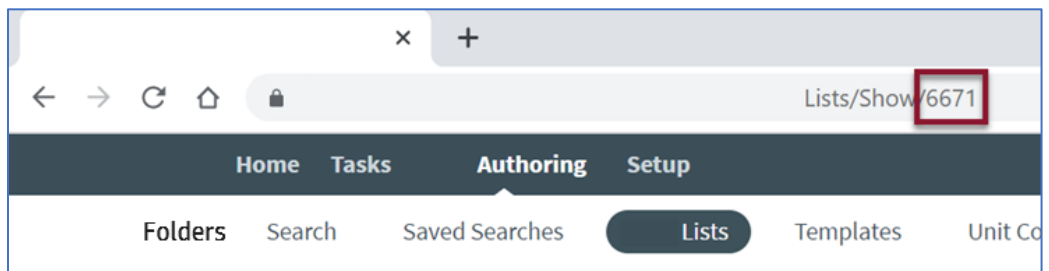 Lists/Show/6671
Home Tasks Authoring Setup
Folders Search Saved Searches Lists Templates Unit Co